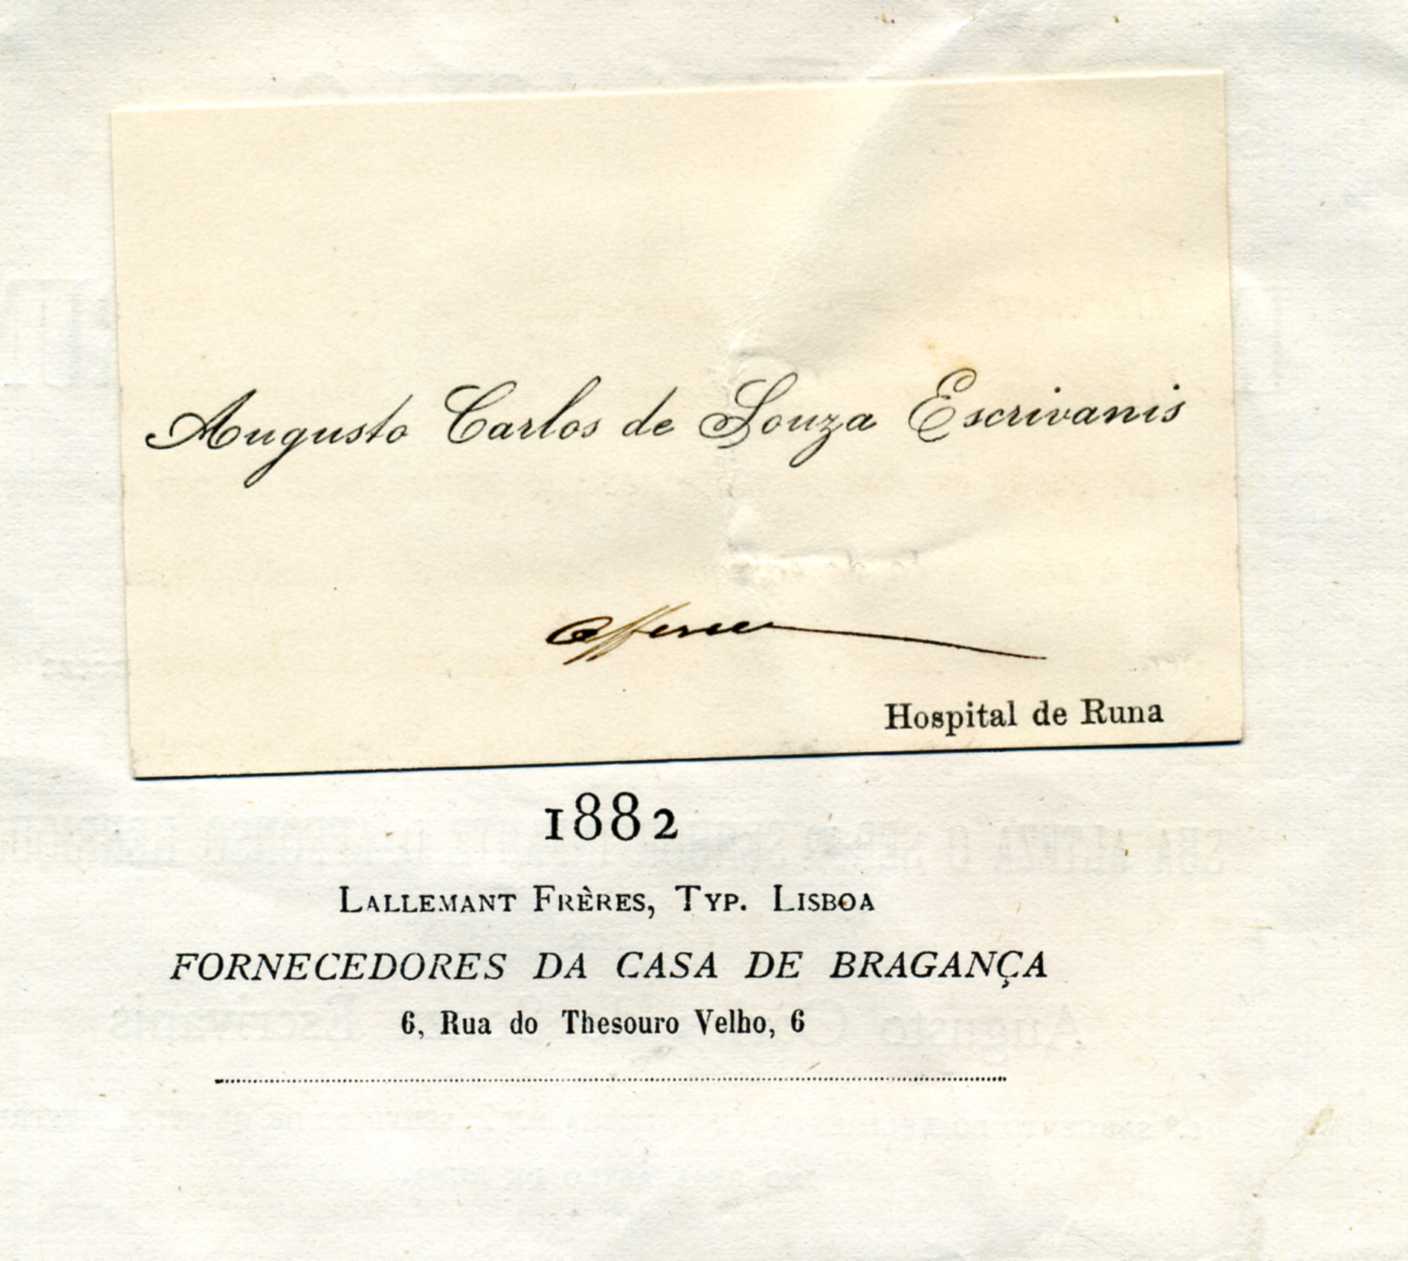 Augusto Carlos de Souza Escrivanis
Offerece
Hospital de Runa
1882
LALLEMANT FRÈRES, TYP. LISBOA
FORNECEDORES DA CASA DE BRAGANÇA
6, Rua do Thesouro Velho, 6